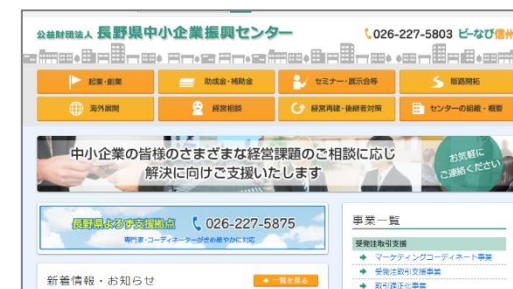 公益財団法人 長野県中小企業振興センター
026-227-5803 ビーなび信州
起業・創業
助成金・補助金
セミナー・展示会等
販路開拓
海外展開
経営相談
経営再建・後継者対策
センターの組織・概要
中小企業の皆様のさまざまな経営課題のご相談に応じ
解決に向けご支援いたします
お気軽に
ご連絡ください
長野県よろず支援拠点 026-227-5875
専門家・コーディネーターがきめ細やかに対応
事業一覧
受発注取引支援
マーケティングコーディネート事業
受発注取引支援事業
取引適正化事業
新着情報・お知らせ
一覧を見る